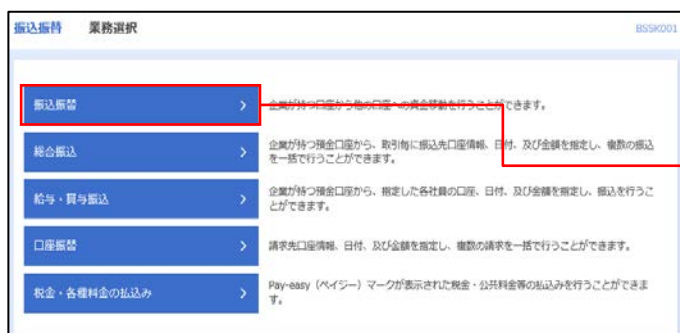 振込振替 業務選択 BSSK001
振込振替
企業が持つ口座から他の口座への資金移動を行うことができます。
総合振込
企業が持つ預金口座から、取引毎に振込先口座情報、日付、及び金額を指定し、複数の振込
を一括で行うことができます。
給与・賞与振込
企業が持つ預金口座から、指定した各社員の口座、日付、及び金額を指定し、振込を行うこ
とができます。
口座振替
請求先口座情報、日付、及び金額を指定し、複数の請求を一括で行うことができます。
税金・各種料金の払込み
Pay-easy（ペイジー）マークが表示された税金・公共料金等の払込みを行うことができま
す。